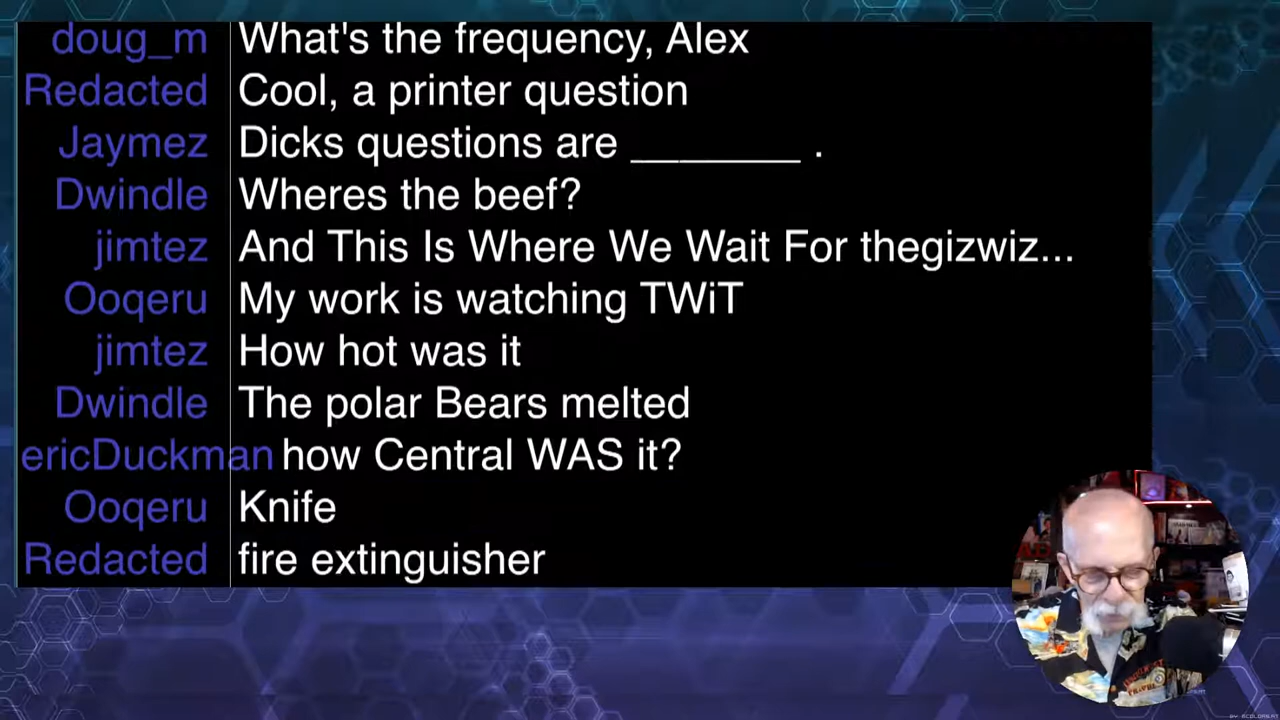 doug_m What's the frequency, Alex
Redacted Cool, a printer question
Jaymez Dicks questions are _______ .
Dwindle Wheres the beef?
jimtez And This Is Where We Wait For thegizwiz...
Ooqeru My work is watching TWiT
jimtez How hot was it
Dwindle The polar Bears melted
ericDuckman how Central WAS it?
Ooqeru Knife
Redacted fire extinguisher